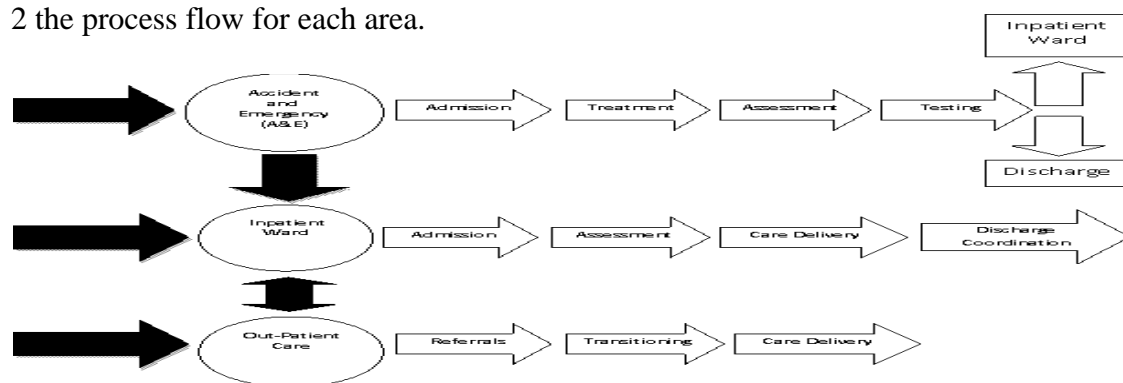 2 the process flow for each area.
Inpatient
Ward
Accident
and
Emergency
(A&E)
Admission
Treatment
Assessment
Testing
Discharge
Inpatient
Ward
Admission
Assessment
Care Delivery
Discharge
Coordination
Out-Patient
Care
Referrals
Transitioning
Care Delivery